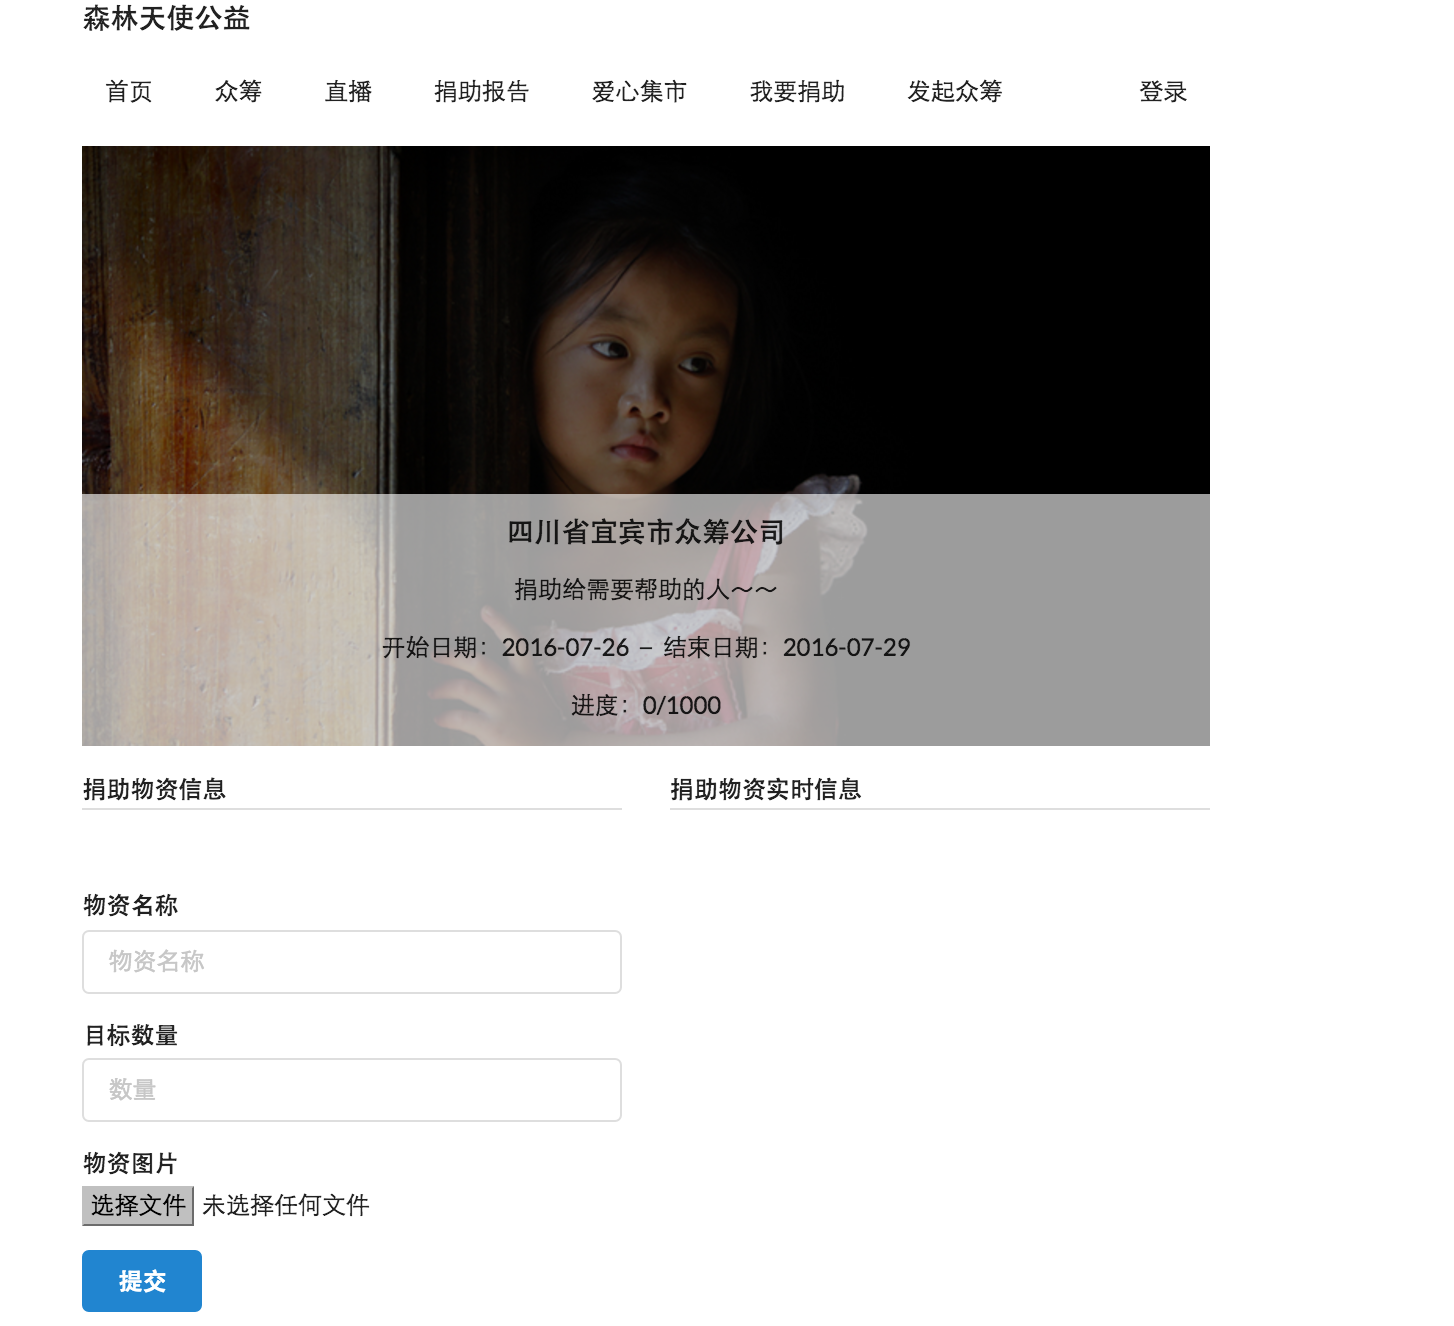 森林天使公益
首页 众筹 直播 捐助报告 爱心集市 我要捐助 发起众筹 登录
四川省宜宾市众筹公司
捐助给需要帮助的人～～
开始日期：2016-07-26 – 结束日期：2016-07-29
进度：0/1000
捐助物资信息
捐助物资实时信息
物资名称
物资名称
目标数量
数量
物资图片
选择文件 未选择任何文件
提交